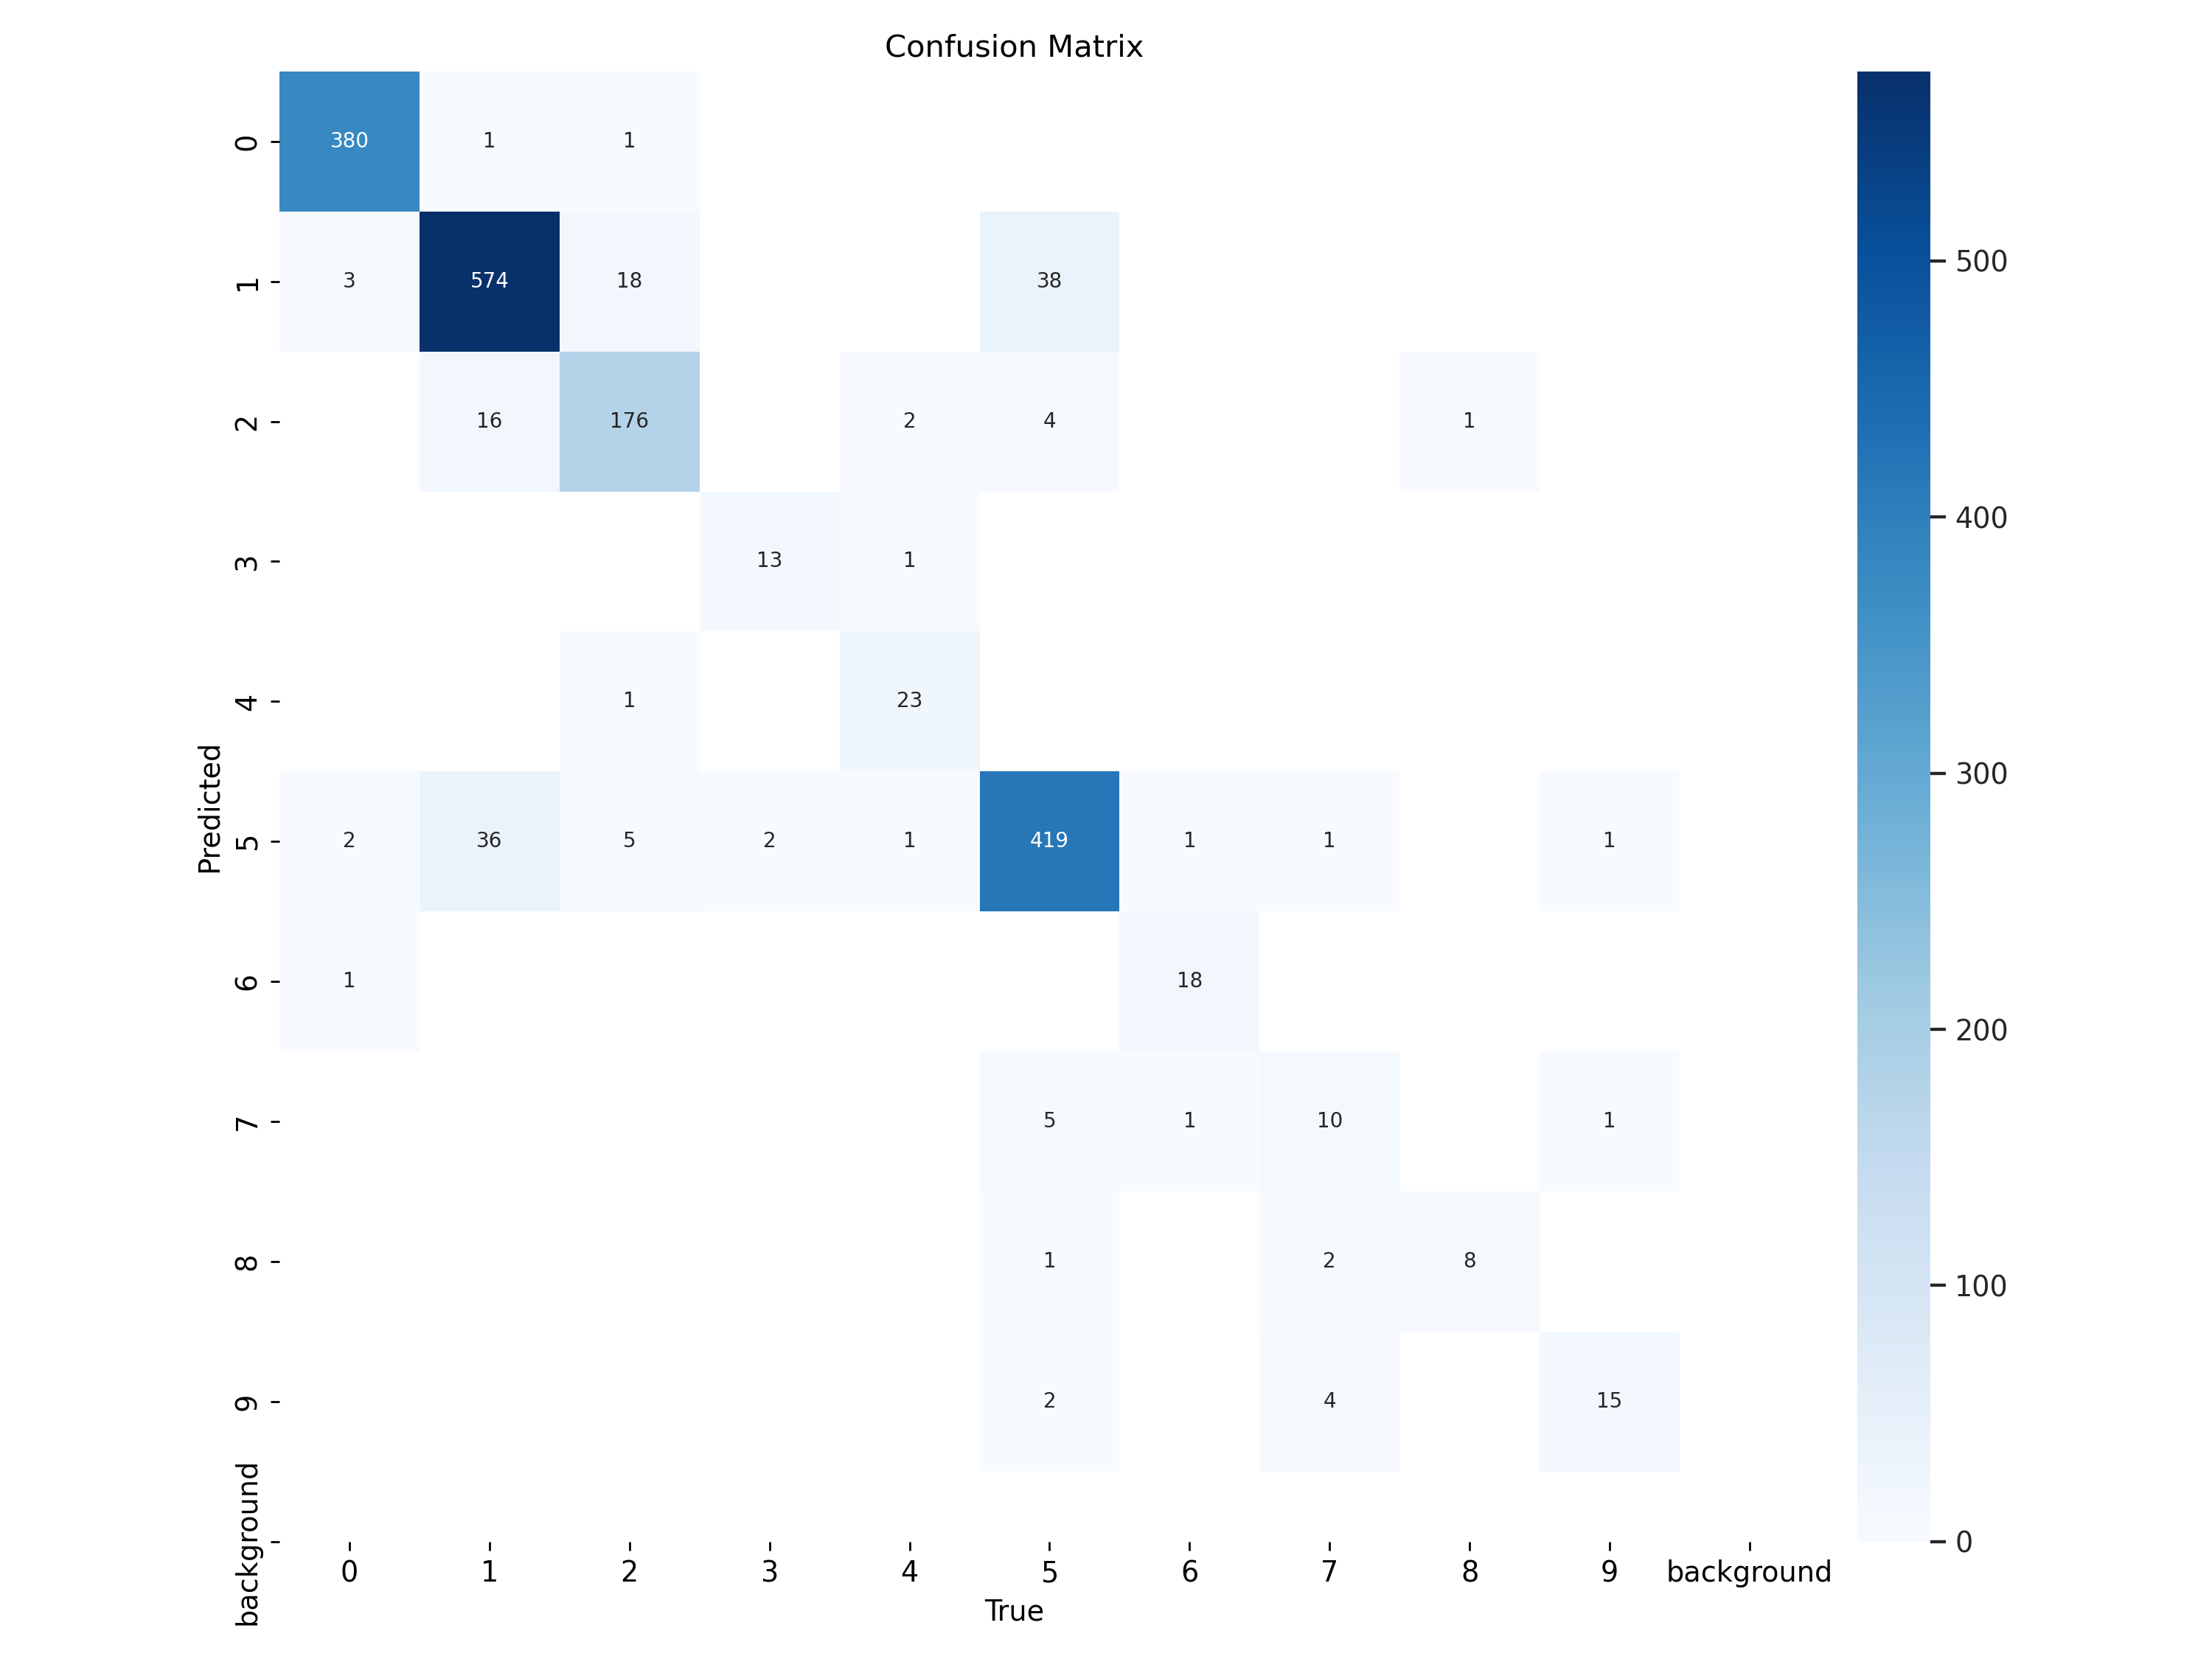 Confusion Matrix
0 380 1 1
1 3 574 18 38 500
2 16 176 2 4 1
400
3 13 1
4 1 23
300
Predicted
5 2 36 5 2 1 419 1 1 1
6 1 18
200
7 5 1 10 1
8 1 2 8
100
9 2 4 15
background
0
0 1 2 3 4 5 6 7 8 9 background
True